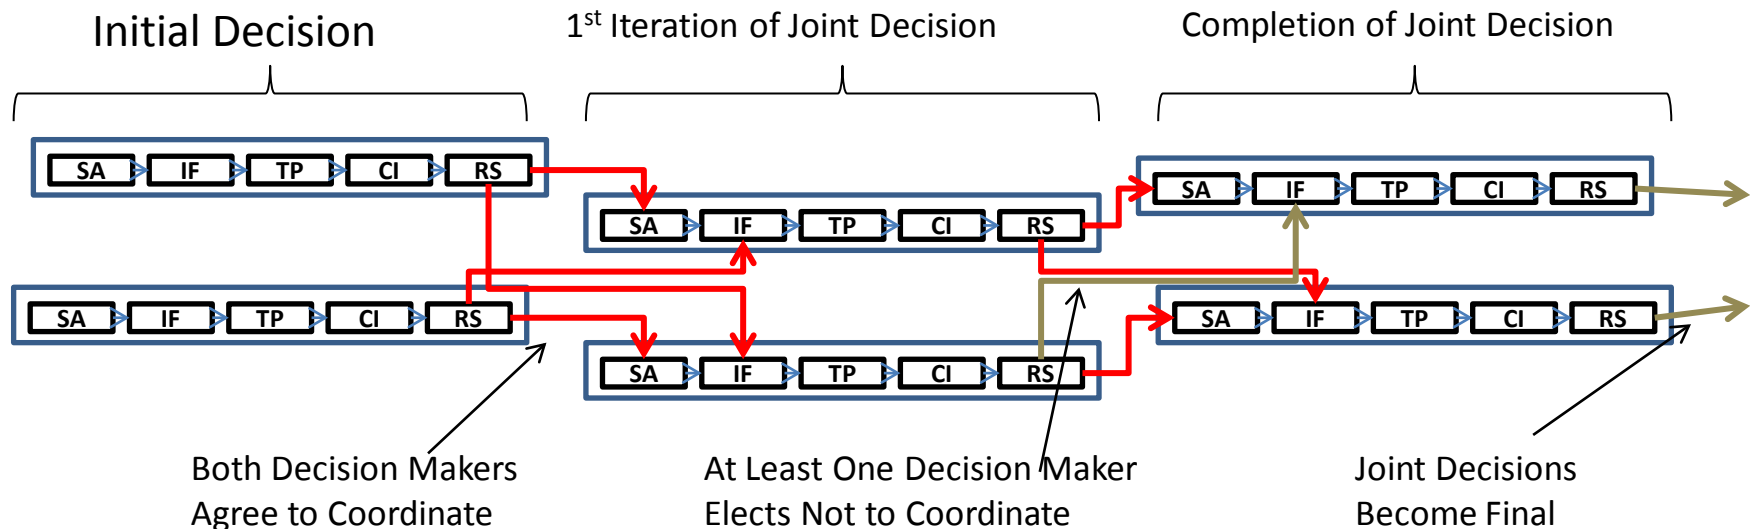 Initial Decision
1st Iteration of Joint Decision
Completion of Joint Decision
SA IF TP CI RS
SA IF TP CI RS
SA IF TP CI RS
SA IF TP CI RS
SA IF TP CI RS
SA IF TP CI RS
Both Decision Makers
Agree to Coordinate
At Least One Decision Maker
Elects Not to Coordinate
Joint Decisions
Become Final